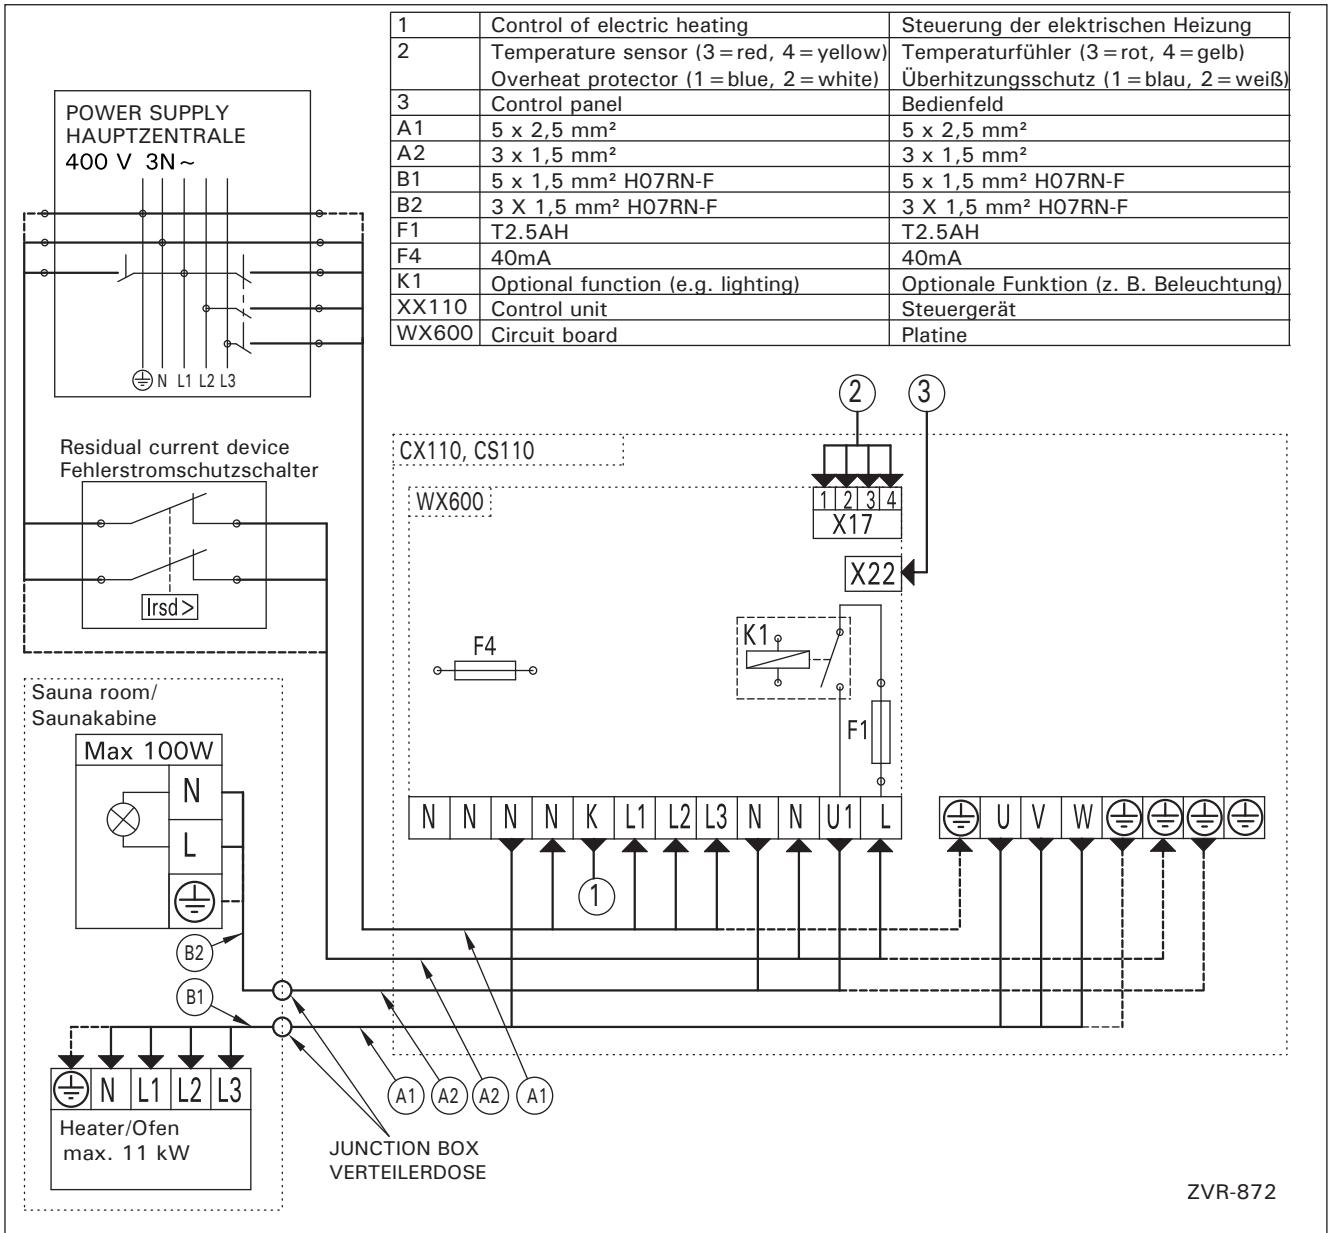 1 Control of electric heating Steuerung der elektrischen Heizung
2 Temperature sensor (3=red, 4=yellow) Temperaturfühler (3=rot, 4=gelb)
Overheat protector (1=blue, 2=white) Überhitzungsschutz (1=blau, 2=weiß)
3 Control panel Bedienfeld
A1 5 x 2,5 mm² 5 x 2,5 mm²
A2 3 x 1,5 mm² 3 x 1,5 mm²
B1 5 x 1,5 mm² H07RN-F 5 x 1,5 mm² H07RN-F
B2 3 X 1,5 mm² H07RN-F 3 X 1,5 mm² H07RN-F
F1 T2.5AH T2.5AH
F4 40mA 40mA
K1 Optional function (e.g. lighting) Optionale Funktion (z. B. Beleuchtung)
XX110 Control unit Steuergerät
WX600 Circuit board Platine
POWER SUPPLY
HAUPTZENTRALE
400 V 3N~
N L1 L2 L3
Residual current device
Fehlerstromschutzschalter
Irsd>
2 3
CX110, CS110
WX600
1 2 3 4
X17
X22
K1
F4
F1
N N N N K L1 L2 L3 N N U1 L
U V W
1
Sauna room/
Saunakabine
Max 100W
N
L
B2
B1
N L1 L2 L3
Heater/Ofen
max. 11 kW
A1 A2 A2 A1
JUNCTION BOX
VERTEILERDOSE
ZVR-872